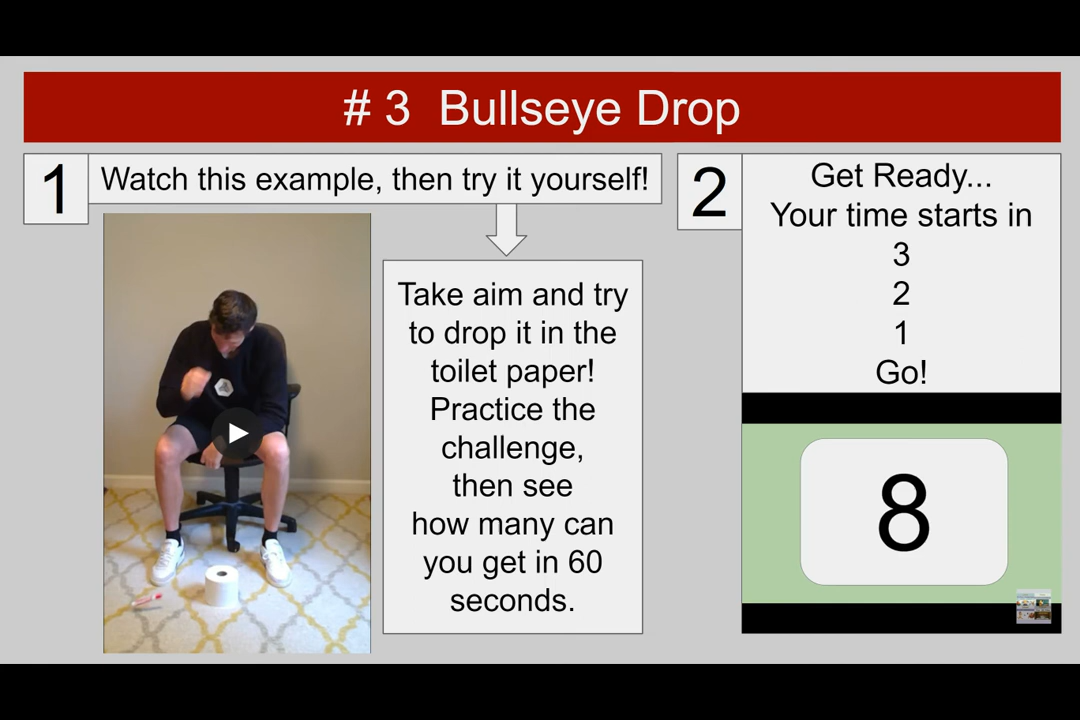 # 3 Bullseye Drop
1
Watch this example, then try it yourself!
Take aim and try
to drop it in the
toilet paper!
Practice the
challenge,
then see
how many can
you get in 60
seconds.
2
Get Ready...
Your time starts in
3
2
1
Go!
8